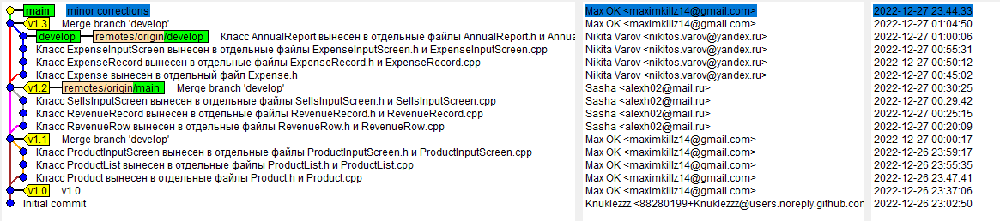 main minor corrections Max OK <maximkillz14@gmail.com> 2022-12-27 23:44:33
v1.3 Merge branch 'develop' Max OK <maximkillz14@gmail.com> 2022-12-27 01:04:50
develop remotes/origin/develop Класс AnnualReport вынесен в отдельные файлы AnnualReport.h и Annua Nikita Varov <nikitos.varov@yandex.ru> 2022-12-27 01:00:06
Класс ExpenseInputScreen вынесен в отдельные файлы ExpenseInputScreen.h и ExpenseInputScreen.cpp Nikita Varov <nikitos.varov@yandex.ru> 2022-12-27 00:55:31
Класс ExpenseRecord вынесен в отдельные файлы ExpenseRecord.h и ExpenseRecord.cpp Nikita Varov <nikitos.varov@yandex.ru> 2022-12-27 00:50:12
Класс Expense вынесен в отдельный файл Expense.h Nikita Varov <nikitos.varov@yandex.ru> 2022-12-27 00:45:02
v1.2 remotes/origin/main Merge branch 'develop' Sasha <alexh02@mail.ru> 2022-12-27 00:30:25
Класс SellsInputScreen вынесен в отдельные файлы SellsInputScreen.h и SellsInputScreen.cpp Sasha <alexh02@mail.ru> 2022-12-27 00:29:42
Класс RevenueRecord вынесен в отдельные файлы RevenueRecord.h и RevenueRecord.cpp Sasha <alexh02@mail.ru> 2022-12-27 00:25:15
Класс RevenueRow вынесен в отдельные файлы RevenueRow.h и RevenueRow.cpp Sasha <alexh02@mail.ru> 2022-12-27 00:20:09
v1.1 Merge branch 'develop' Max OK <maximkillz14@gmail.com> 2022-12-27 00:00:17
Класс ProductInputScreen вынесен в отдельные файлы ProductInputScreen.h и ProductInputScreen.cpp Max OK <maximkillz14@gmail.com> 2022-12-26 23:59:17
Класс ProductList вынесен в отдельные файлы ProductList.h и ProductList.cpp Max OK <maximkillz14@gmail.com> 2022-12-26 23:55:35
Класс Product вынесен в отдельные файлы Product.h и Product.cpp Max OK <maximkillz14@gmail.com> 2022-12-26 23:47:41
v1.0 v1.0 Max OK <maximkillz14@gmail.com> 2022-12-26 23:37:06
Initial commit Knuklezzz <88280199+Knuklezzz@users.noreply.github.con 2022-12-26 23:02:50